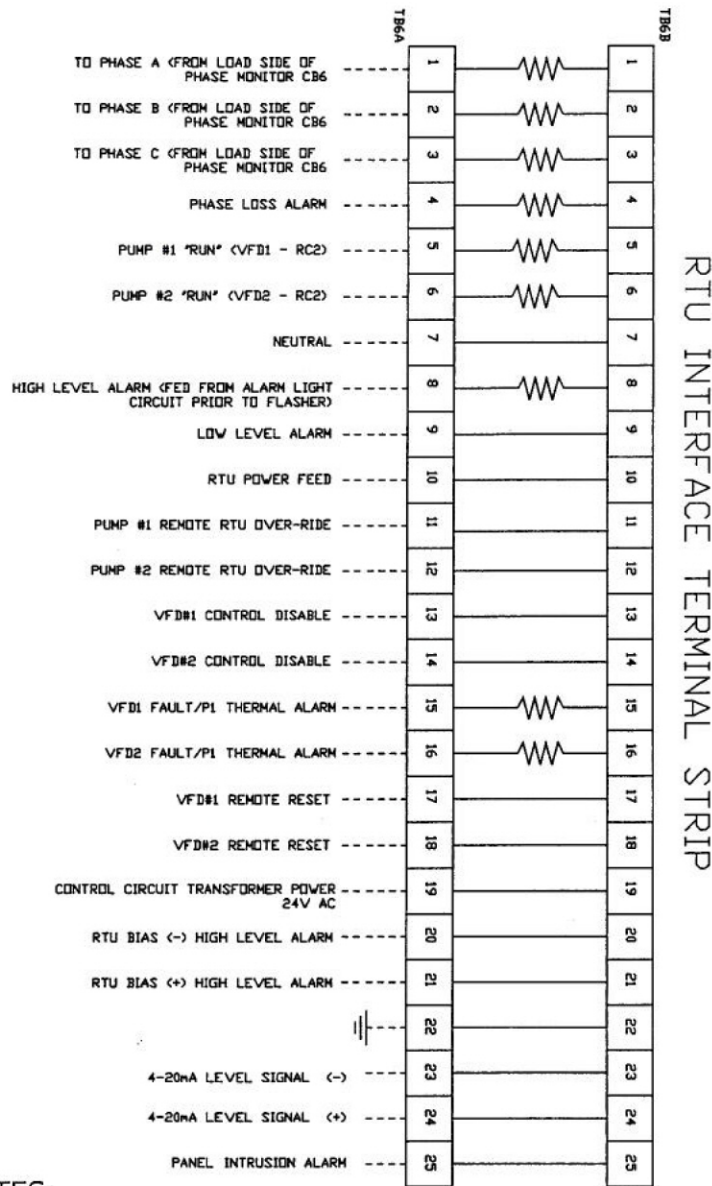 TB6A
TB6B
TO PHASE A (FROM LOAD SIDE OF
PHASE MONITOR CB6
1
1
TO PHASE B (FROM LOAD SIDE OF
PHASE MONITOR CB6
2
2
TO PHASE C (FROM LOAD SIDE OF
PHASE MONITOR CB6
3
3
PHASE LOSS ALARM
4
4
PUMP #1 "RUN" (VFD1 - RC2)
5
5
PUMP #2 "RUN" (VFD2 - RC2)
6
6
NEUTRAL
7
7
HIGH LEVEL ALARM (FED FROM ALARM LIGHT
CIRCUIT PRIOR TO FLASHER)
8
8
LOW LEVEL ALARM
9
9
RTU POWER FEED
10
10
PUMP #1 REMOTE RTU OVER-RIDE
11
11
PUMP #2 REMOTE RTU OVER-RIDE
12
12
VFD#1 CONTROL DISABLE
13
13
VFD#2 CONTROL DISABLE
14
14
VFD1 FAULT/P1 THERMAL ALARM
15
15
VFD2 FAULT/P1 THERMAL ALARM
16
16
VFD#1 REMOTE RESET
17
17
VFD#2 REMOTE RESET
18
18
CONTROL CIRCUIT TRANSFORMER POWER
24V AC
19
19
RTU BIAS (-) HIGH LEVEL ALARM
20
20
RTU BIAS (+) HIGH LEVEL ALARM
21
21
22
22
4-20mA LEVEL SIGNAL (-)
23
23
4-20mA LEVEL SIGNAL (+)
24
24
PANEL INTRUSION ALARM
25
25
RTU INTERFACE TERMINAL STRIP